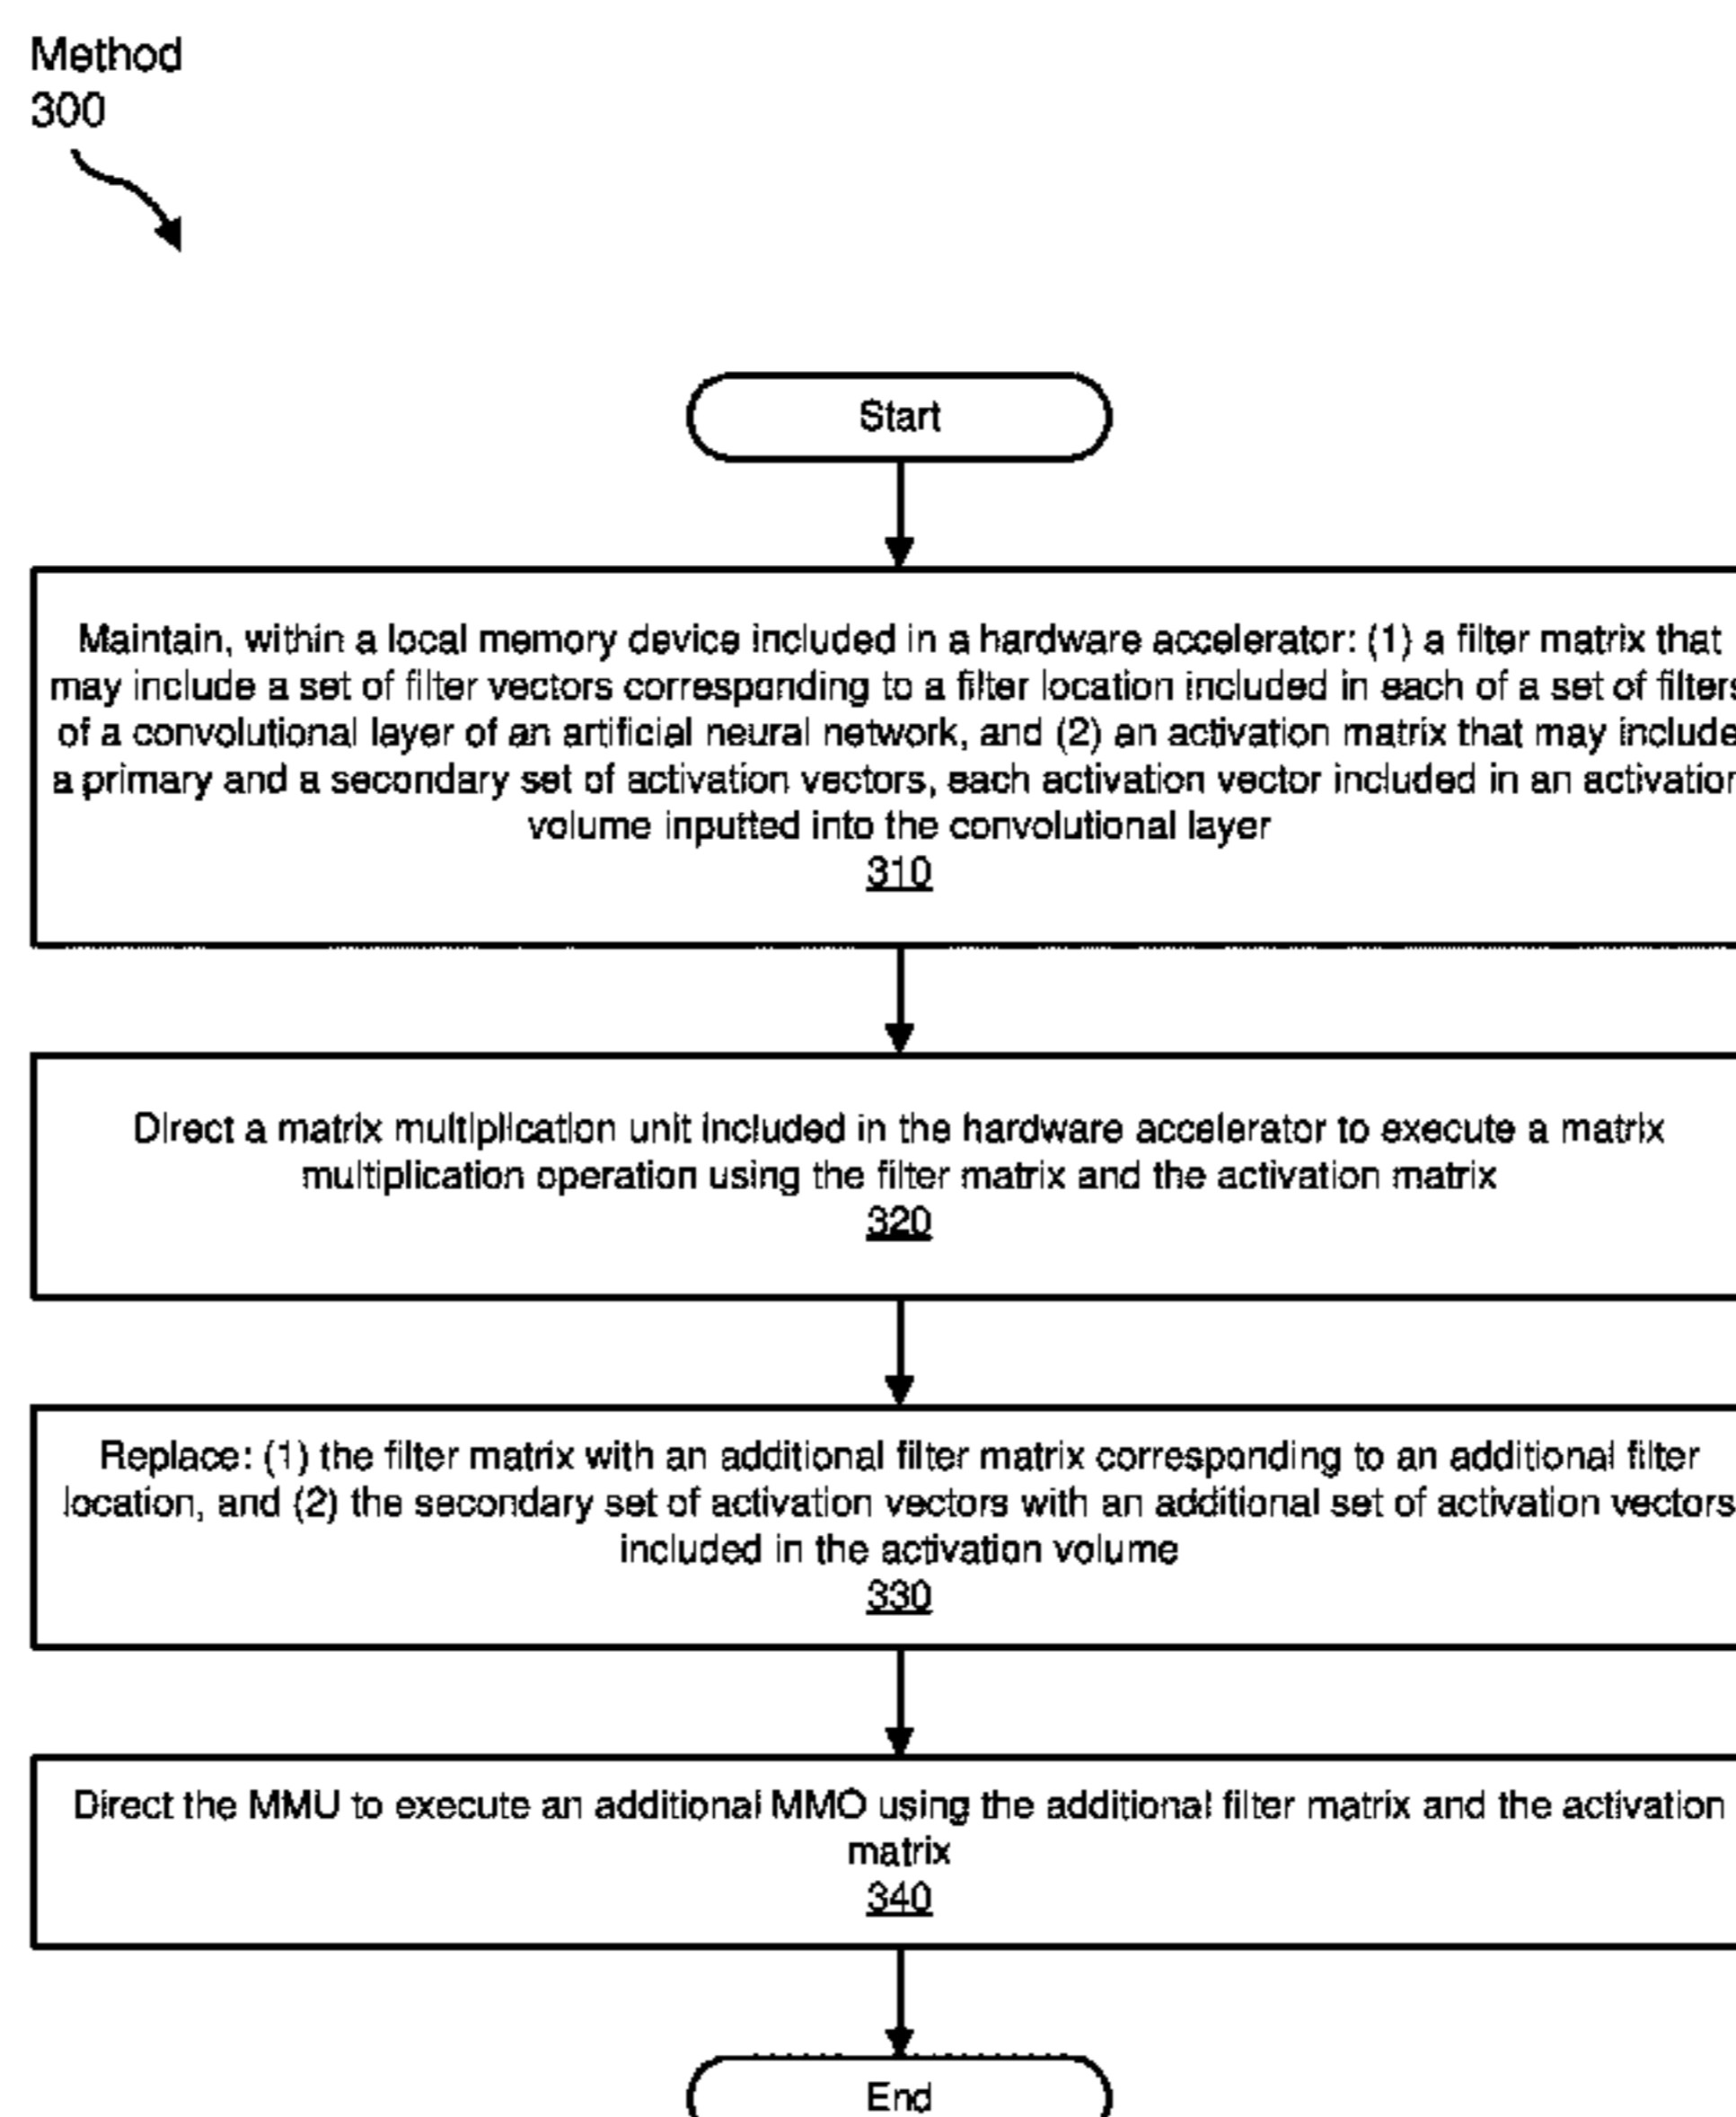 Method
300
Start
Maintain, within a local memory device included in a hardware accelerator: (1) a filter matrix that
may include a set of filter vectors corresponding to a filter location included in each of a set of filters
of a convolutional layer of an artificial neural network, and (2) an activation matrix that may include
a primary and a secondary set of activation vectors, each activation vector included in an activation
volume inputted into the convolutional layer
310
Direct a matrix multiplication unit included in the hardware accelerator to execute a matrix
multiplication operation using the filter matrix and the activation matrix
320
Replace: (1) the filter matrix with an additional filter matrix corresponding to an additional filter
location, and (2) the secondary set of activation vectors with an additional set of activation vectors
included in the activation volume
330
Direct the MMU to execute an additional MMO using the additional filter matrix and the activation
matrix
340
End